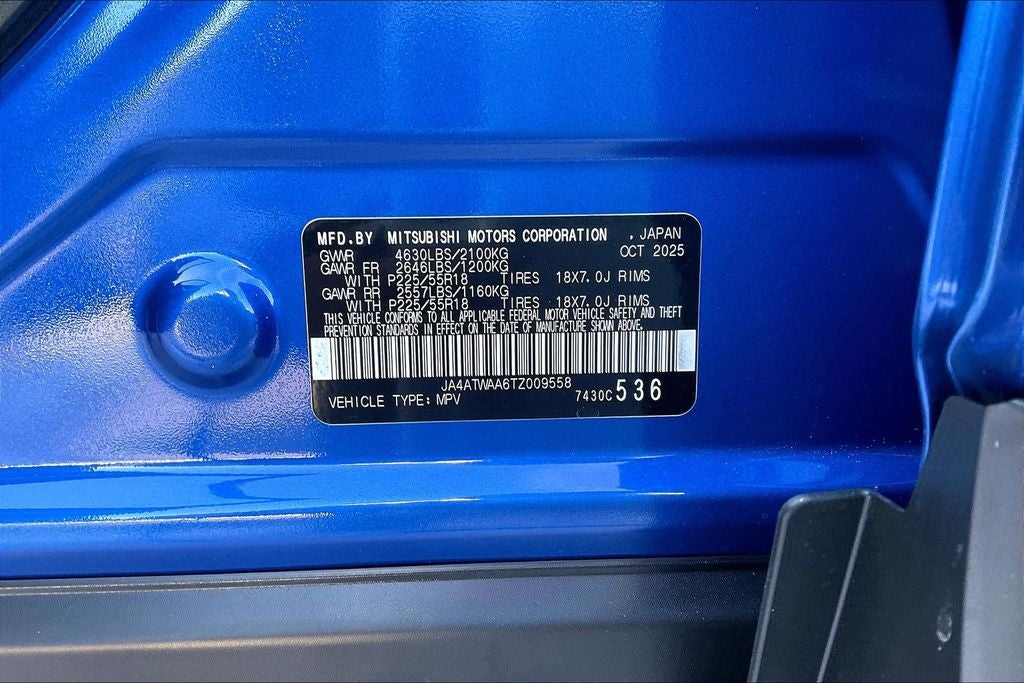 MFD.BY MITSUBISHI MOTORS CORPORATION , JAPAN
GVWR 4630LBS/2100KG OCT 2025
GAWR FR 2646LBS/1200KG
WITH P225/55R18 TIRES 18X7.0J RIMS
GAWR RR 2557LBS/1160KG
WITH P225/55R18 TIRES 18X7.0J RIMS
THIS VEHICLE CONFORMS TO ALL APPLICABLE FEDERAL MOTOR VEHICLE SAFETY AND THEFT
PREVENTION STANDARDS IN EFFECT ON THE DATE OF MANUFACTURE SHOWN ABOVE.
JA4ATWAA6TZ009558
VEHICLE TYPE: MPV 7430C 536